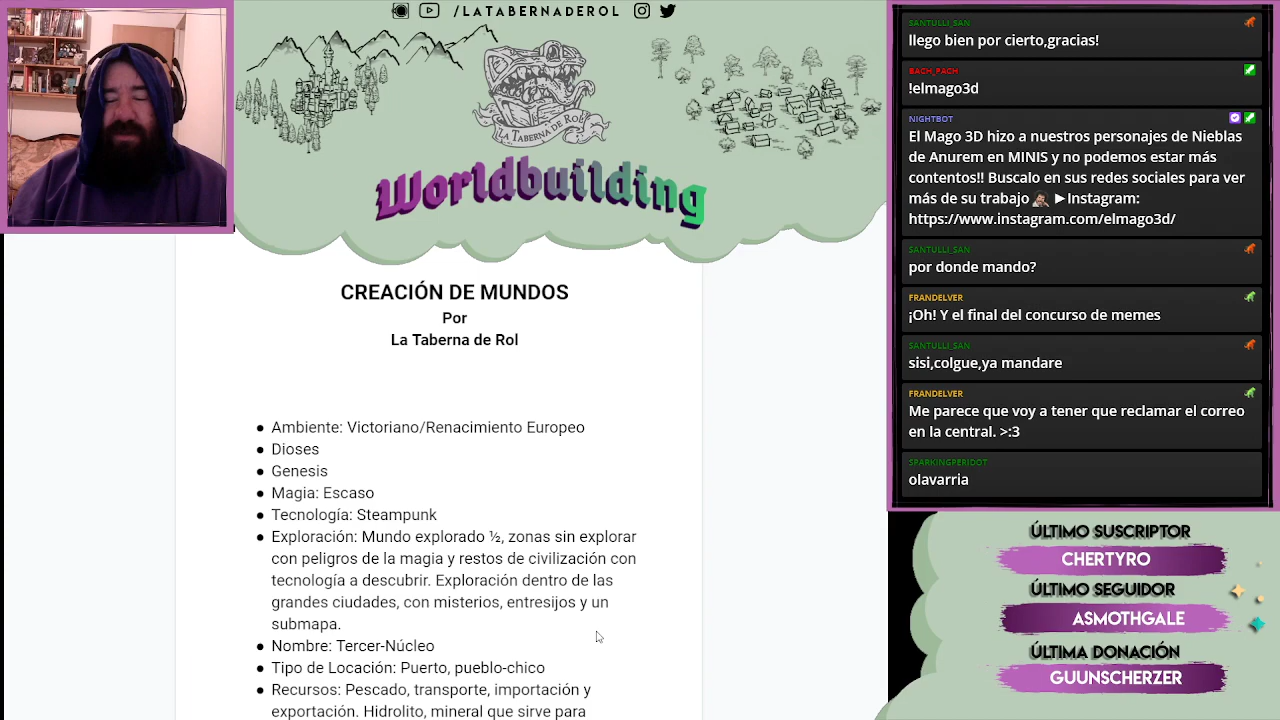 /LATABERNADEROL
LA TABERNA DE ROL
Worldbuilding
CREACIÓN DE MUNDOS
Por
La Taberna de Rol
● Ambiente: Victoriano/Renacimiento Europeo
● Dioses
● Genesis
● Magia: Escaso
● Tecnología: Steampunk
● Exploración: Mundo explorado ½, zonas sin explorar
con peligros de la magia y restos de civilización con
tecnología a descubrir. Exploración dentro de las
grandes ciudades, con misterios, entresijos y un
submapa.
● Nombre: Tercer-Núcleo
● Tipo de Locación: Puerto, pueblo-chico
● Recursos: Pescado, transporte, importación y
exportación. Hidrolito, mineral que sirve para
SANTULLI_SAN
llego bien por cierto,gracias!
BACH_PACH
!elmago3d
NIGHTBOT
El Mago 3D hizo a nuestros personajes de Nieblas
de Anurem en MINIS y no podemos estar más
contentos!! Buscalo en sus redes sociales para ver
más de su trabajo ►Instagram:
https://www.instagram.com/elmago3d/
SANTULLI_SAN
por donde mando?
FRANDELVER
¡Oh! Y el final del concurso de memes
SANTULLI_SAN
sisi,colgue,ya mandare
FRANDELVER
Me parece que voy a tener que reclamar el correo
en la central. >:3
SPARKINGPERIDOT
olavarria
ÚLTIMO SUSCRIPTOR
CHERTYRO
ÚLTIMO SEGUIDOR
ASMOTHGALE
ÚLTIMA DONACIÓN
GUUNSCHERZER